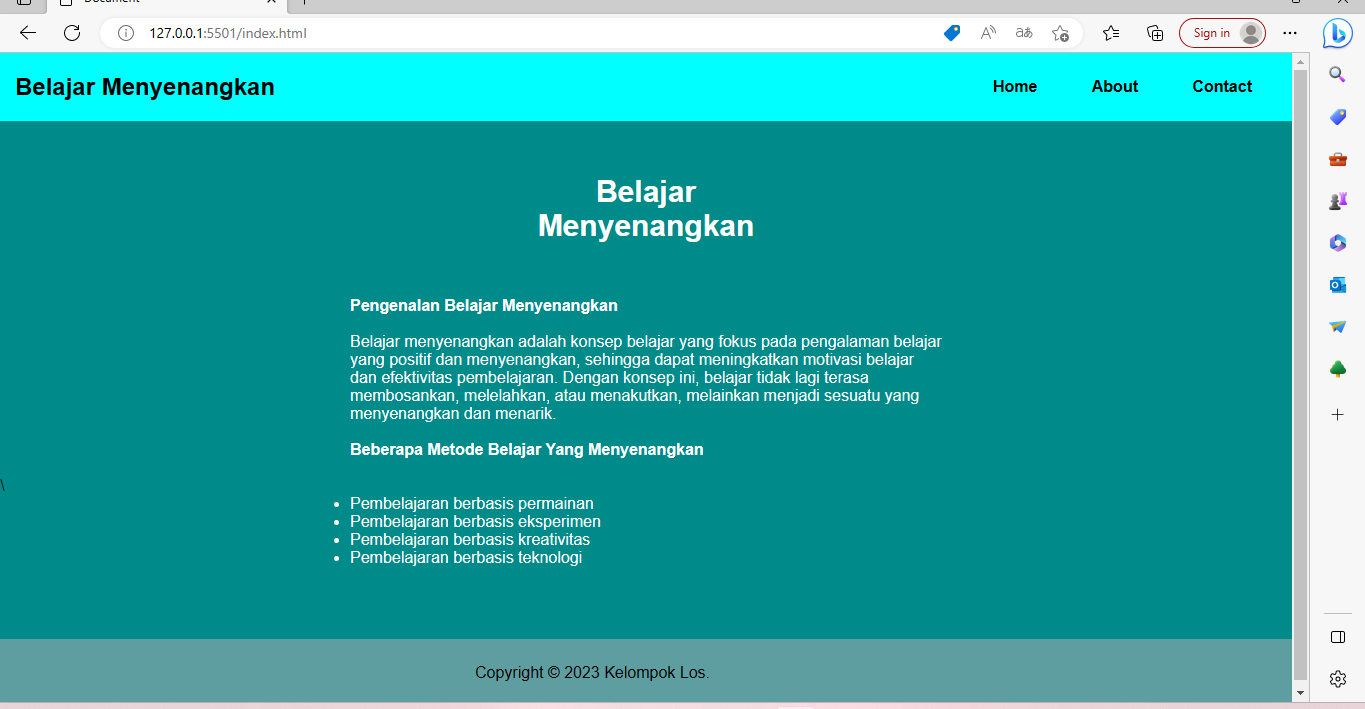 Document
127.0.0.1:5501/index.html
Sign in
Belajar Menyenangkan
Home
About
Contact
Belajar
Menyenangkan
Pengenalan Belajar Menyenangkan
Belajar menyenangkan adalah konsep belajar yang fokus pada pengalaman belajar
yang positif dan menyenangkan, sehingga dapat meningkatkan motivasi belajar
dan efektivitas pembelajaran. Dengan konsep ini, belajar tidak lagi terasa
membosankan, melelahkan, atau menakutkan, melainkan menjadi sesuatu yang
menyenangkan dan menarik.
Beberapa Metode Belajar Yang Menyenangkan
\
• Pembelajaran berbasis permainan
• Pembelajaran berbasis eksperimen
• Pembelajaran berbasis kreativitas
• Pembelajaran berbasis teknologi
Copyright © 2023 Kelompok Los.